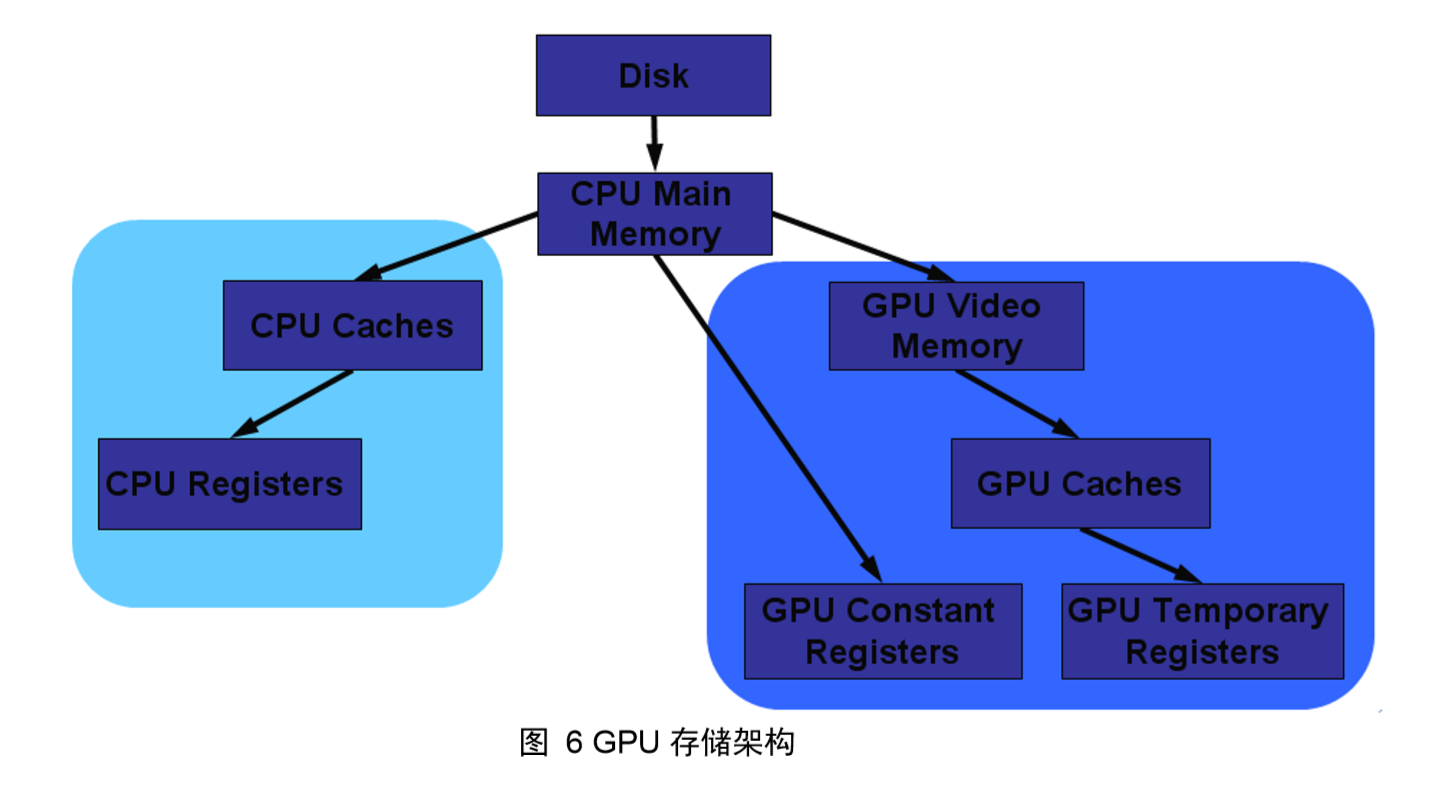 Disk
CPU Main
Memory
CPU Caches
GPU Video
Memory
CPU Registers
GPU Caches
GPU Constant
Registers
GPU Temporary
Registers
图 6 GPU 存储架构